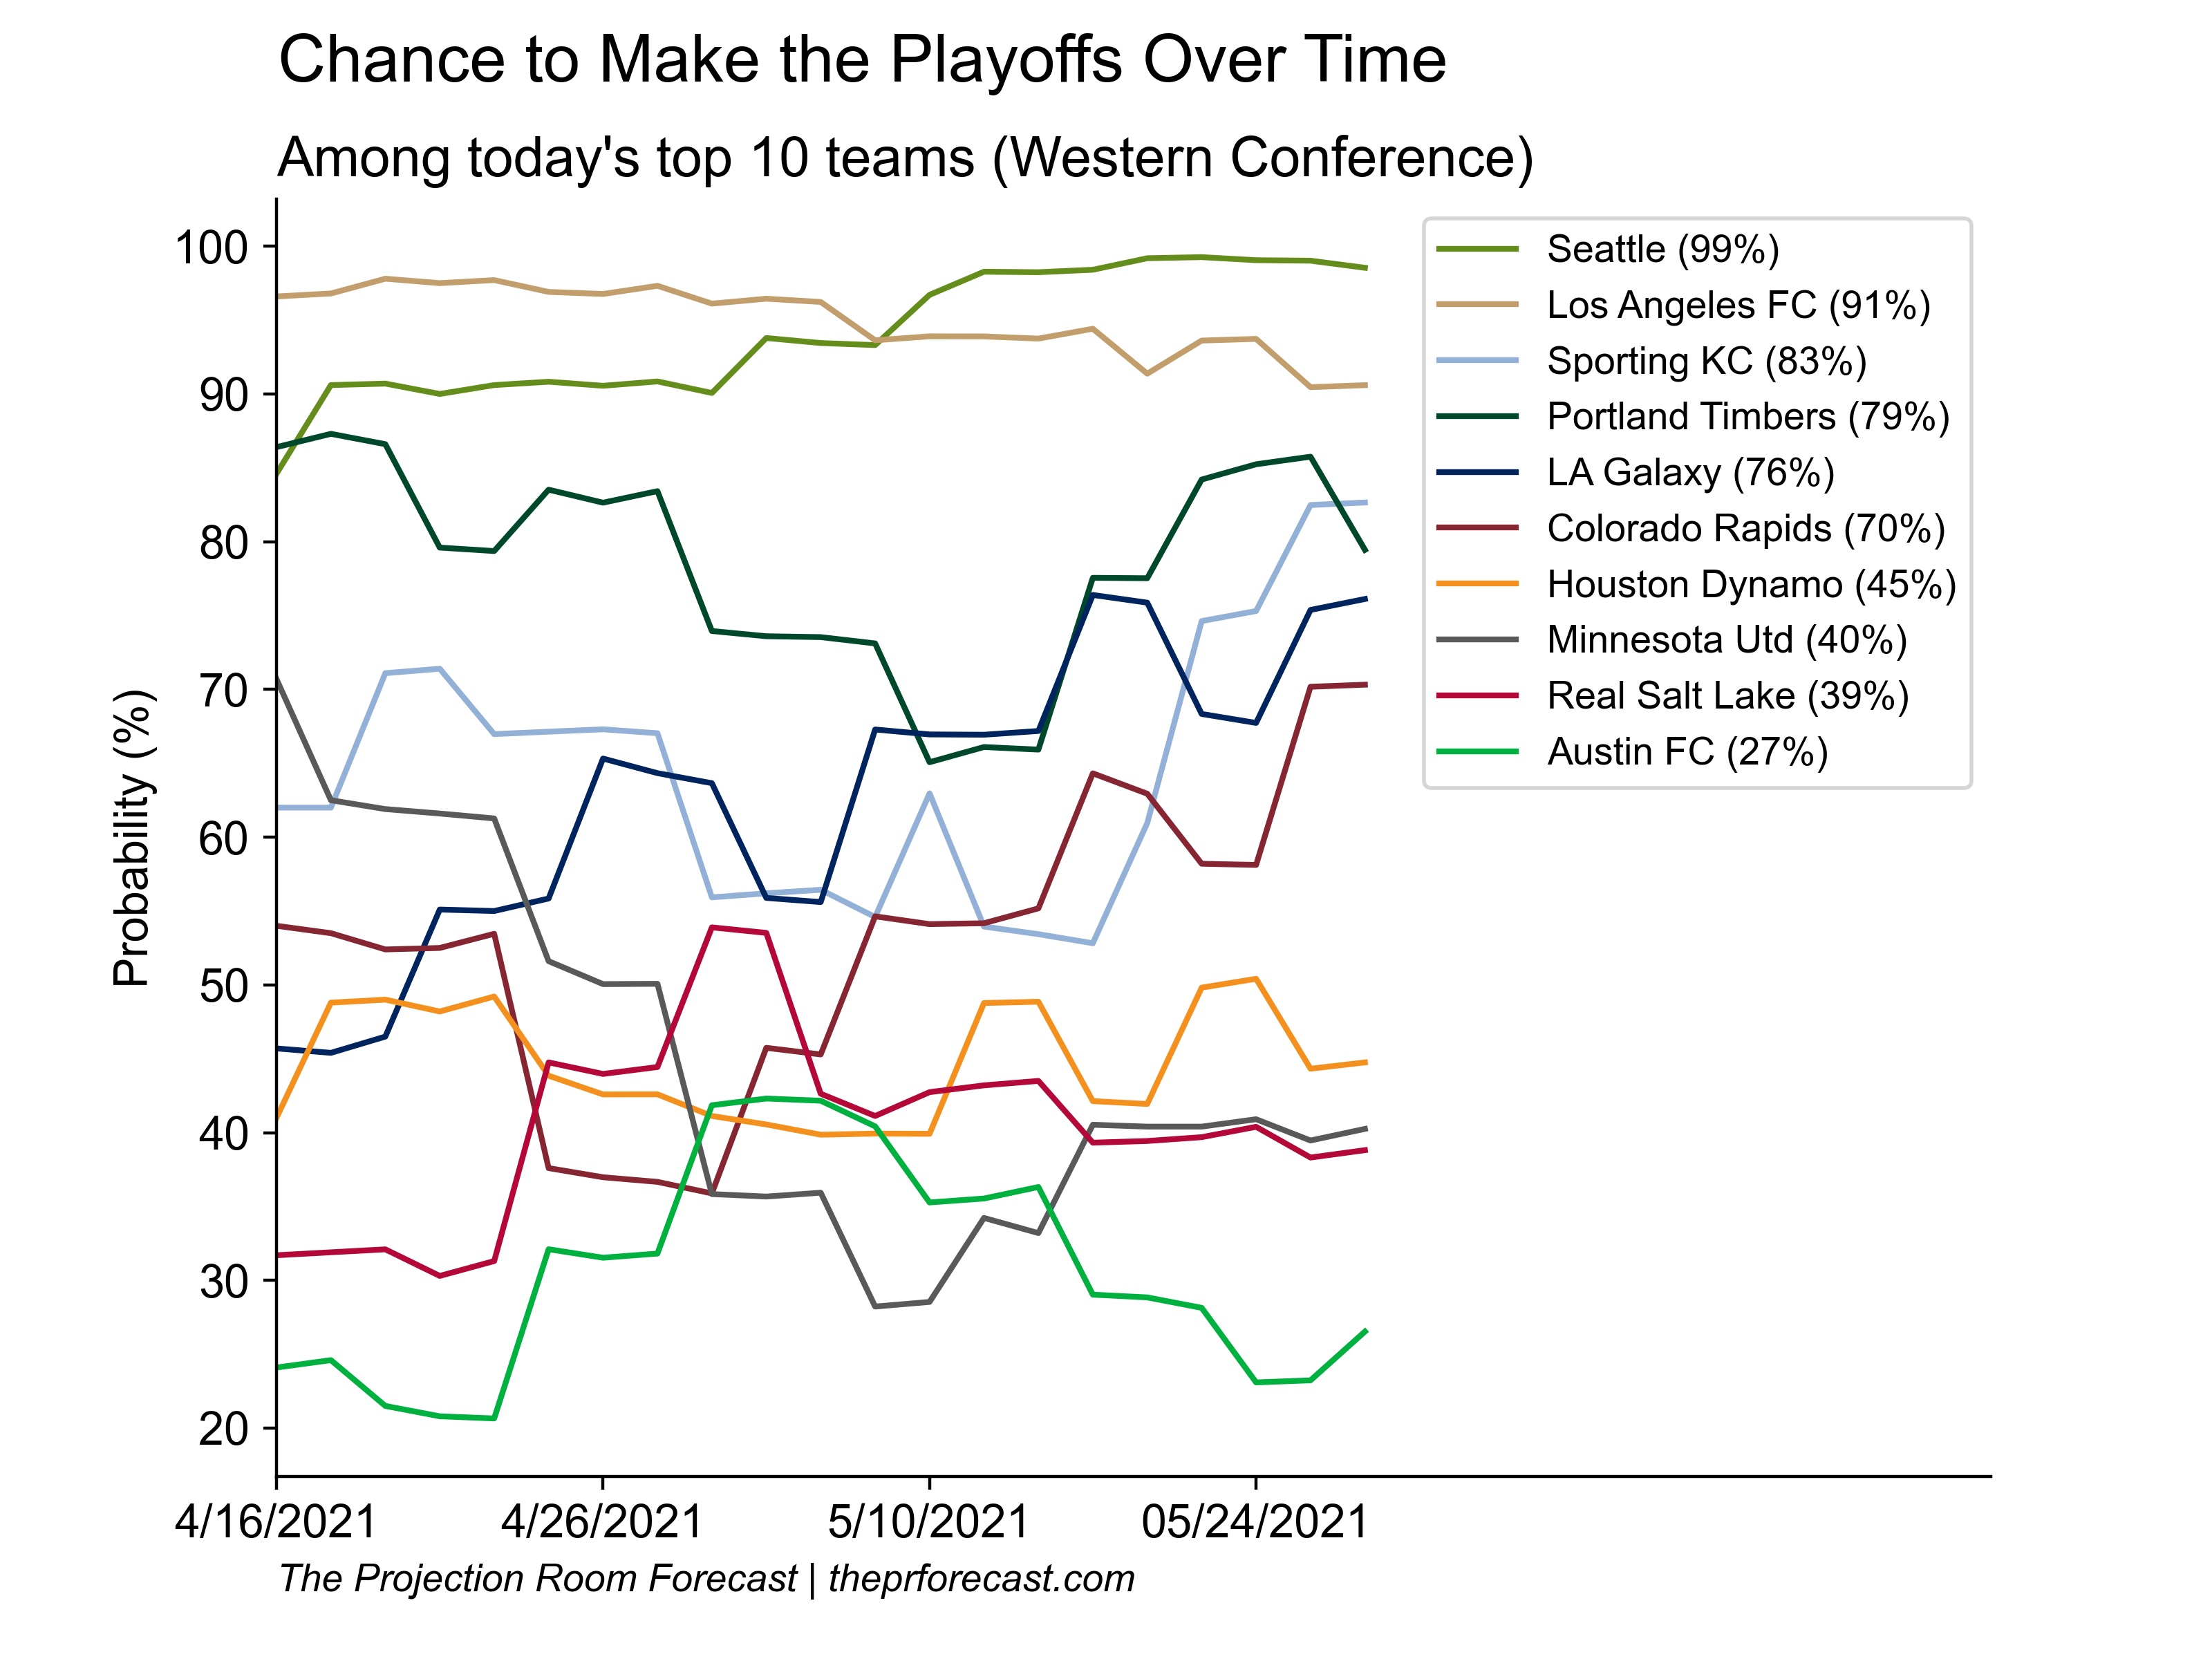 Chance to Make the Playoffs Over Time
Among today's top 10 teams (Western Conference)
Probability (%)
100
90
80
70
60
50
40
30
20
4/16/2021
4/26/2021
5/10/2021
05/24/2021
Seattle (99%)
Los Angeles FC (91%)
Sporting KC (83%)
Portland Timbers (79%)
LA Galaxy (76%)
Colorado Rapids (70%)
Houston Dynamo (45%)
Minnesota Utd (40%)
Real Salt Lake (39%)
Austin FC (27%)
The Projection Room Forecast | theprforecast.com